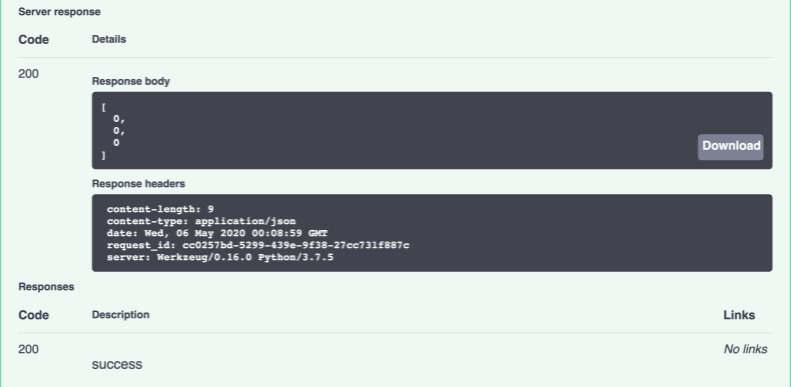 Server response
Code Details
200
Response body
[
0,
0,
0
]
Download
Response headers
content-length: 9
content-type: application/json
date: Wed, 06 May 2020 00:08:59 GMT
request_id: cc0257bd-5299-439e-9f38-27cc731f887c
server: Werkzeug/0.16.0 Python/3.7.5
Responses
Code Description Links
200 No links
success